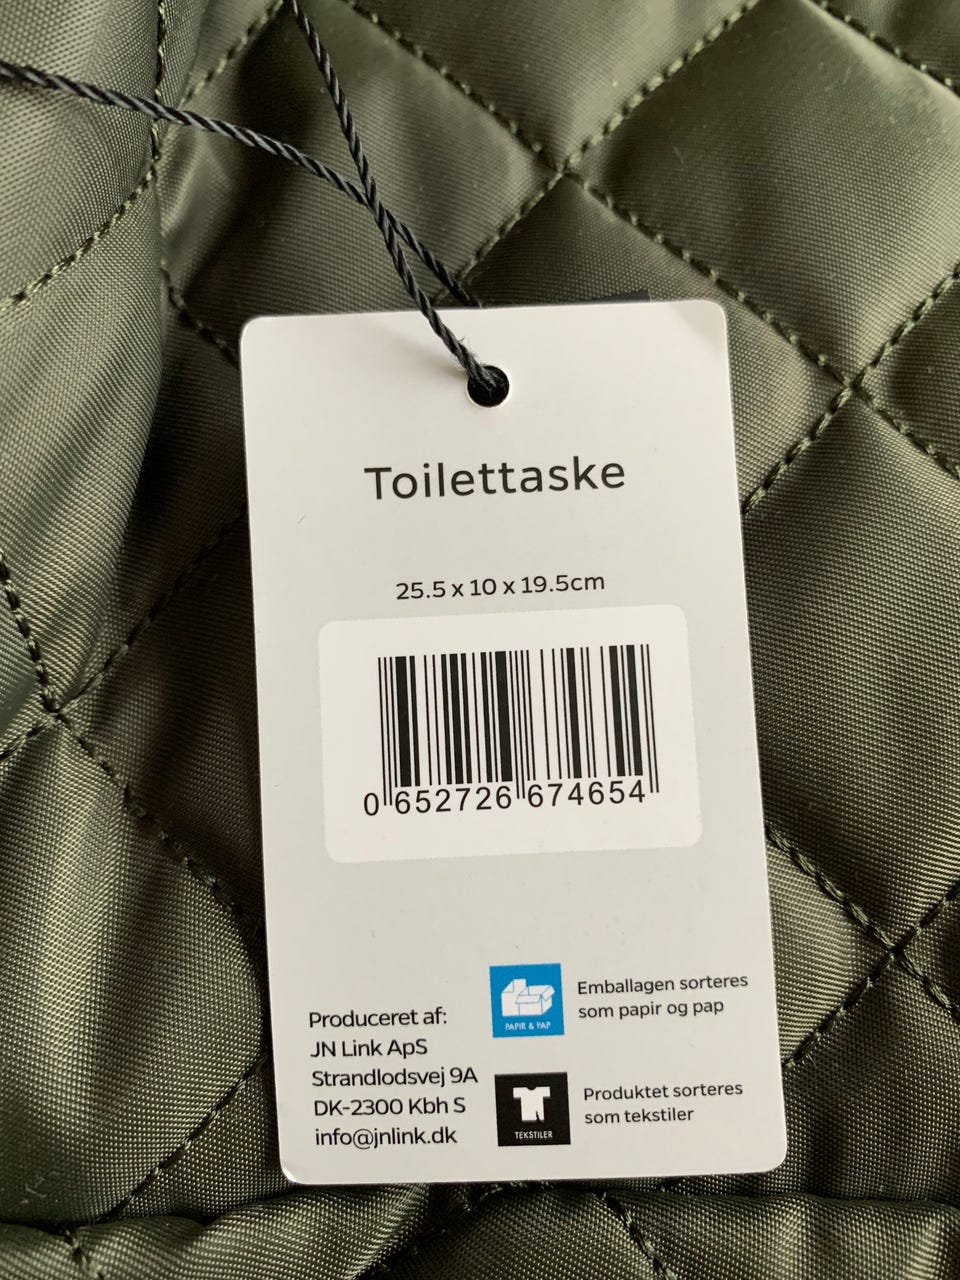 Toilettaske
25.5 x 10 x 19.5cm
0 652726 674654
Produceret af:
JN Link ApS
Strandlodsvej 9A
DK-2300 Kbh S
info@jnlink.dk
PAPIR & PAP
Emballagen sorteres
som papir og pap
TEKSTILER
Produktet sorteres
som tekstiler